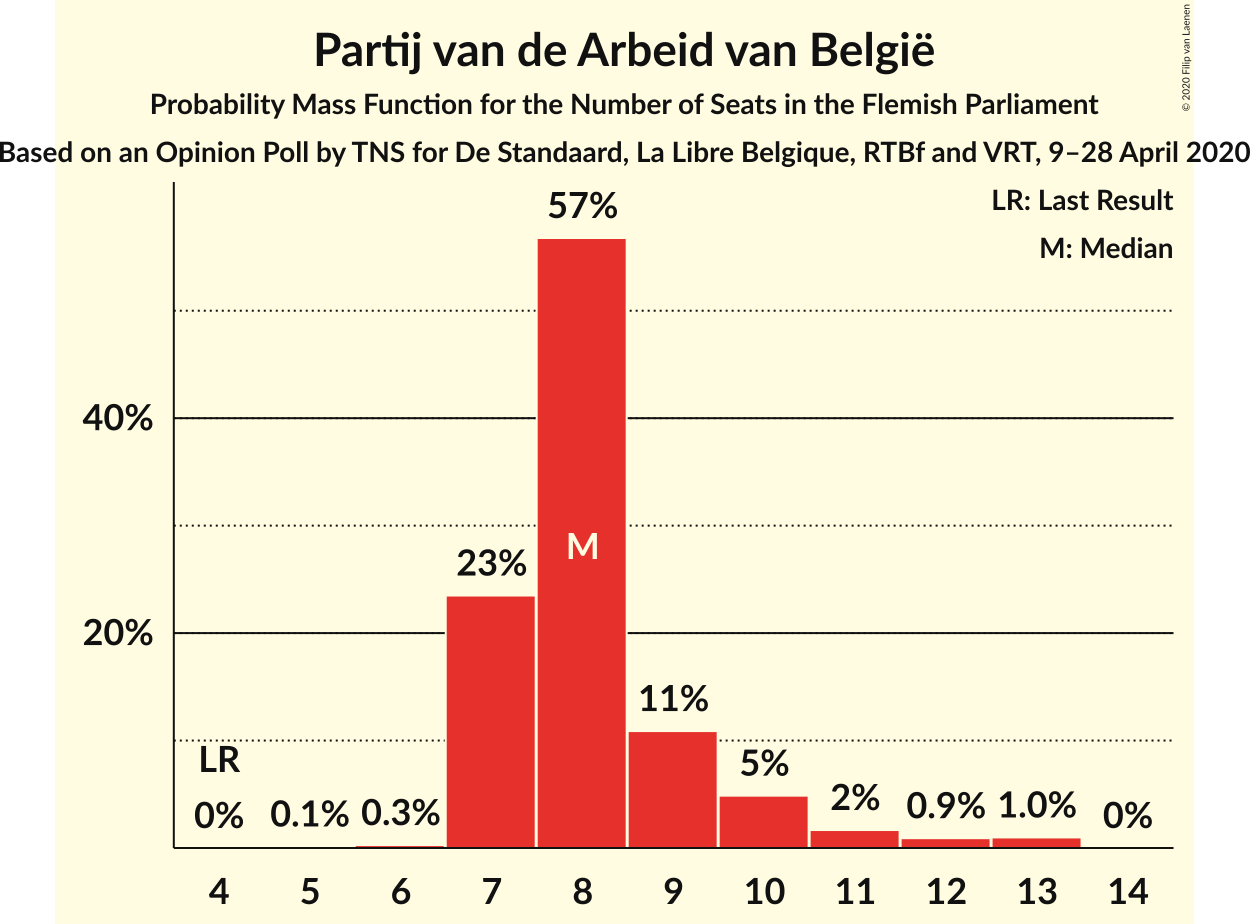 Partij van de Arbeid van België
Probability Mass Function for the Number of Seats in the Flemish Parliament
Based on an Opinion Poll by TNS for De Standaard, La Libre Belgique, RTBf and VRT, 9–28 April 2020
© 2020 Filip van Laenen
LR: Last Result
M: Median
57%
40%
M
23%
20%
11%
LR
5%
2%
0%
0.1%
0.3%
0.9%
1.0%
0%
4 5 6 7 8 9 10 11 12 13 14